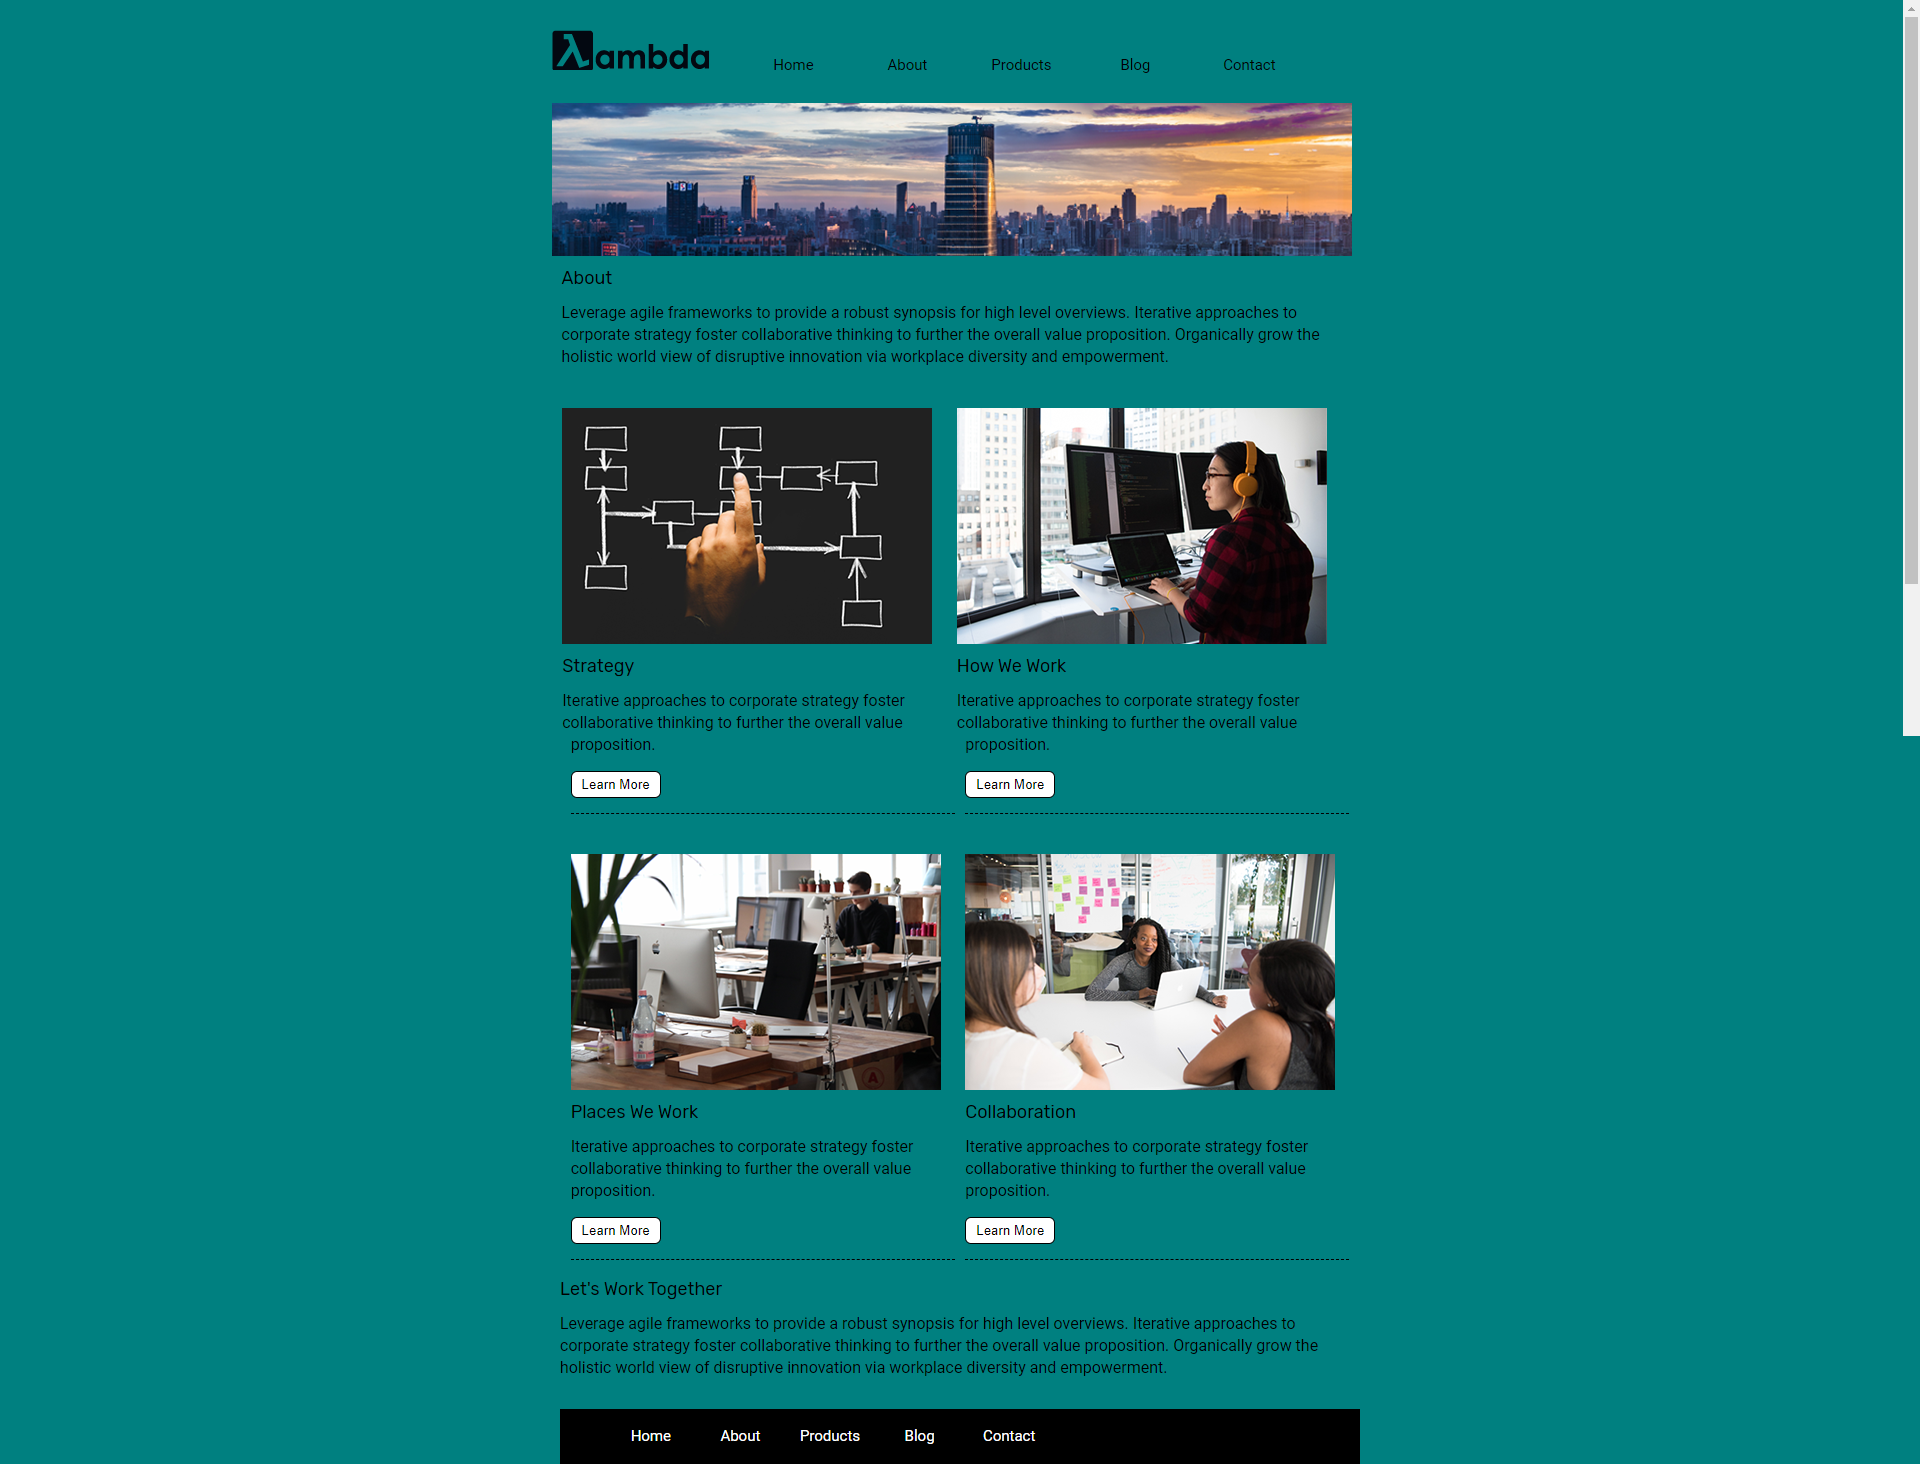 λambda
Home About Products Blog Contact
About
Leverage agile frameworks to provide a robust synopsis for high level overviews. Iterative approaches to
corporate strategy foster collaborative thinking to further the overall value proposition. Organically grow the
holistic world view of disruptive innovation via workplace diversity and empowerment.
Strategy
Iterative approaches to corporate strategy foster
collaborative thinking to further the overall value
proposition.
Learn More
How We Work
Iterative approaches to corporate strategy foster
collaborative thinking to further the overall value
proposition.
Learn More
Places We Work
Iterative approaches to corporate strategy foster
collaborative thinking to further the overall value
proposition.
Learn More
Collaboration
Iterative approaches to corporate strategy foster
collaborative thinking to further the overall value
proposition.
Learn More
Let's Work Together
Leverage agile frameworks to provide a robust synopsis for high level overviews. Iterative approaches to
corporate strategy foster collaborative thinking to further the overall value proposition. Organically grow the
holistic world view of disruptive innovation via workplace diversity and empowerment.
Home About Products Blog Contact